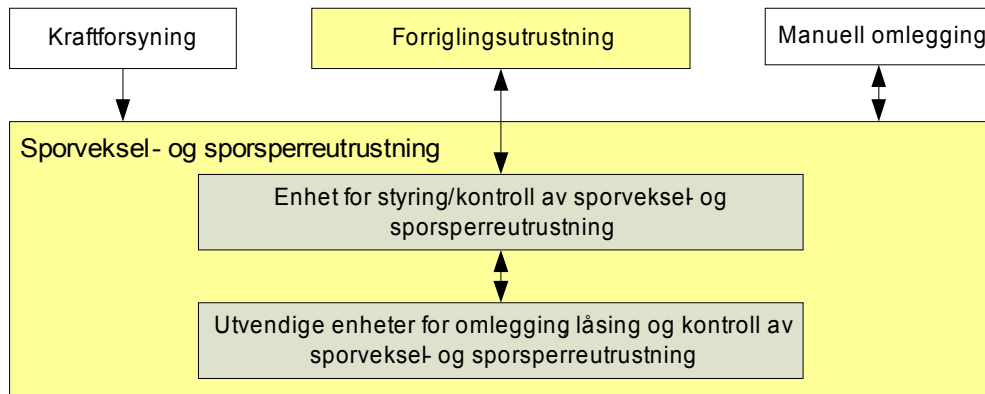 Kraftforsyning
Forriglingsutrustning
Manuell omlegging
Sporveksel- og sporsperreutrustning
Enhet for styring/kontroll av sporveksel- og
sporsperreutrustning
Utvendige enheter for omlegging, låsing og kontroll av
sporveksel- og sporsperreutrustning